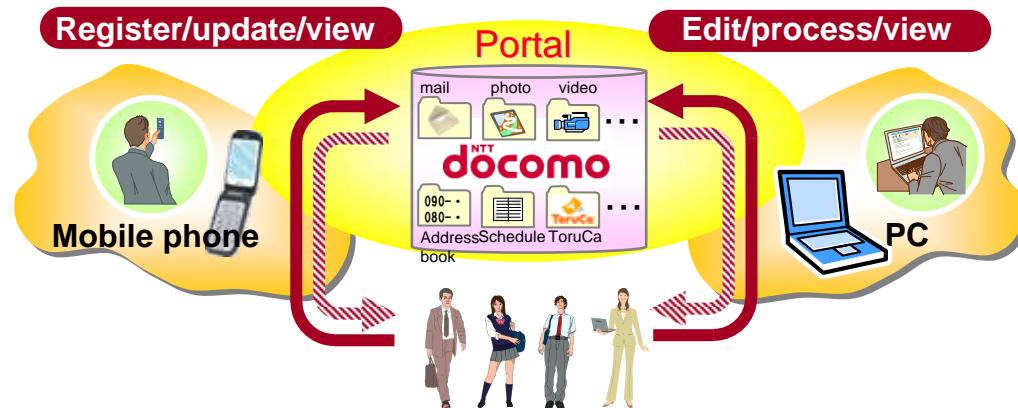 Register/update/view
Edit/process/view
Portal
mail photo video
NTT
döcomo
090-・
080-・
Address
book
Schedule
ToruCa
ToruCa
Mobile phone
PC